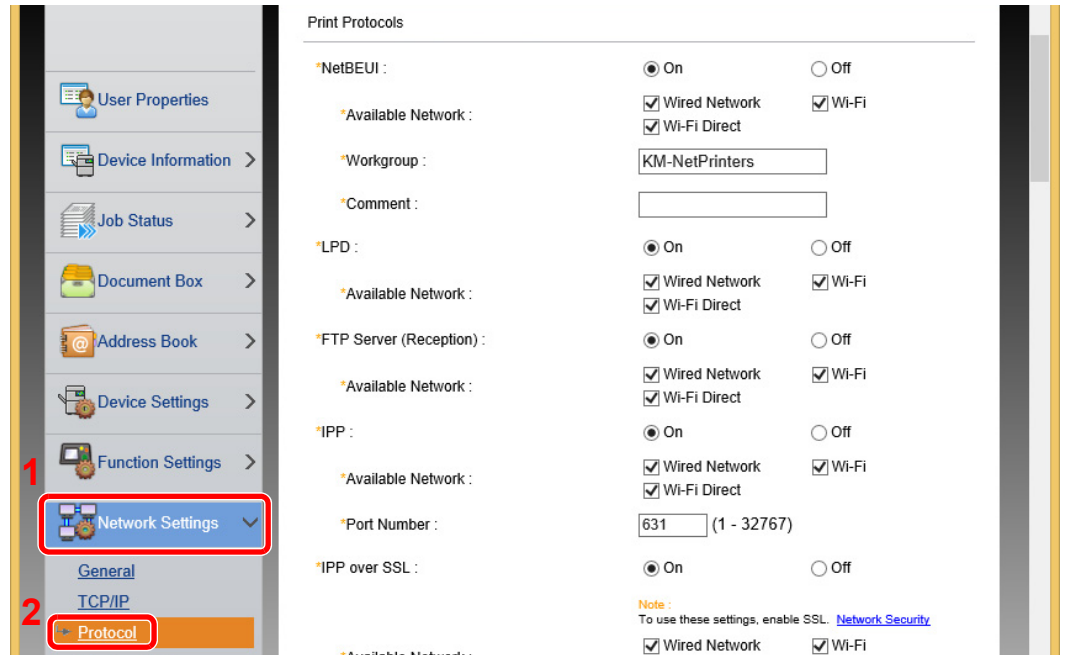 User Properties
Device Information
Job Status
Document Box
Address Book
Device Settings
1
Function Settings
Network Settings
General
TCP/IP
2
Protocol
Print Protocols
*NetBEUI : On Off
*Available Network : Wired Network Wi-Fi
Wi-Fi Direct
*Workgroup : KM-NetPrinters
*Comment :
*LPD : On Off
*Available Network : Wired Network Wi-Fi
Wi-Fi Direct
*FTP Server (Reception) : On Off
*Available Network : Wired Network Wi-Fi
Wi-Fi Direct
*IPP : On Off
*Available Network : Wired Network Wi-Fi
Wi-Fi Direct
*Port Number : 631 (1 - 32767)
*IPP over SSL : On Off
Note :
To use these settings, enable SSL. Network Security
*Available Network : Wired Network Wi-Fi